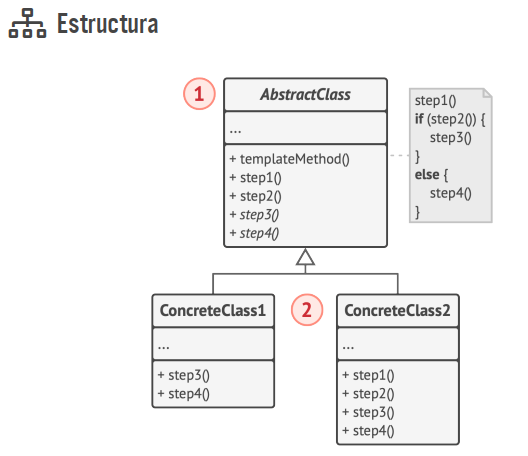 Estructura
1
AbstractClass
...
+ templateMethod()
+ step1()
+ step2()
+ step3()
+ step4()
step1()
if (step2()) {
step3()
}
else {
step4()
}
ConcreteClass1
...
+ step3()
+ step4()
2
ConcreteClass2
...
+ step1()
+ step2()
+ step3()
+ step4()